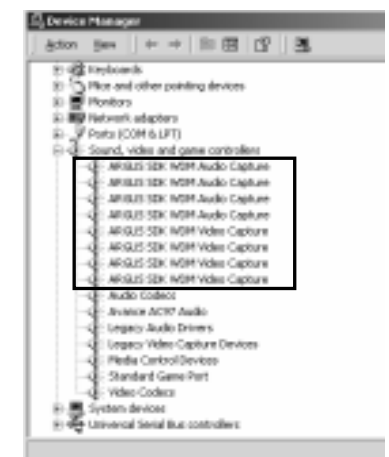 Device Manager
Action View
Keyboards
Mice and other pointing devices
Monitors
Network adapters
Ports (COM & LPT)
Sound, video and game controllers
ARGUS SDK WDM Audio Capture
ARGUS SDK WDM Audio Capture
ARGUS SDK WDM Audio Capture
ARGUS SDK WDM Audio Capture
ARGUS SDK WDM Video Capture
ARGUS SDK WDM Video Capture
ARGUS SDK WDM Video Capture
ARGUS SDK WDM Video Capture
Audio Codecs
Avance AC97 Audio
Legacy Audio Drivers
Legacy Video Capture Devices
Media Control Devices
Standard Game Port
Video Codecs
System devices
Universal Serial Bus controllers